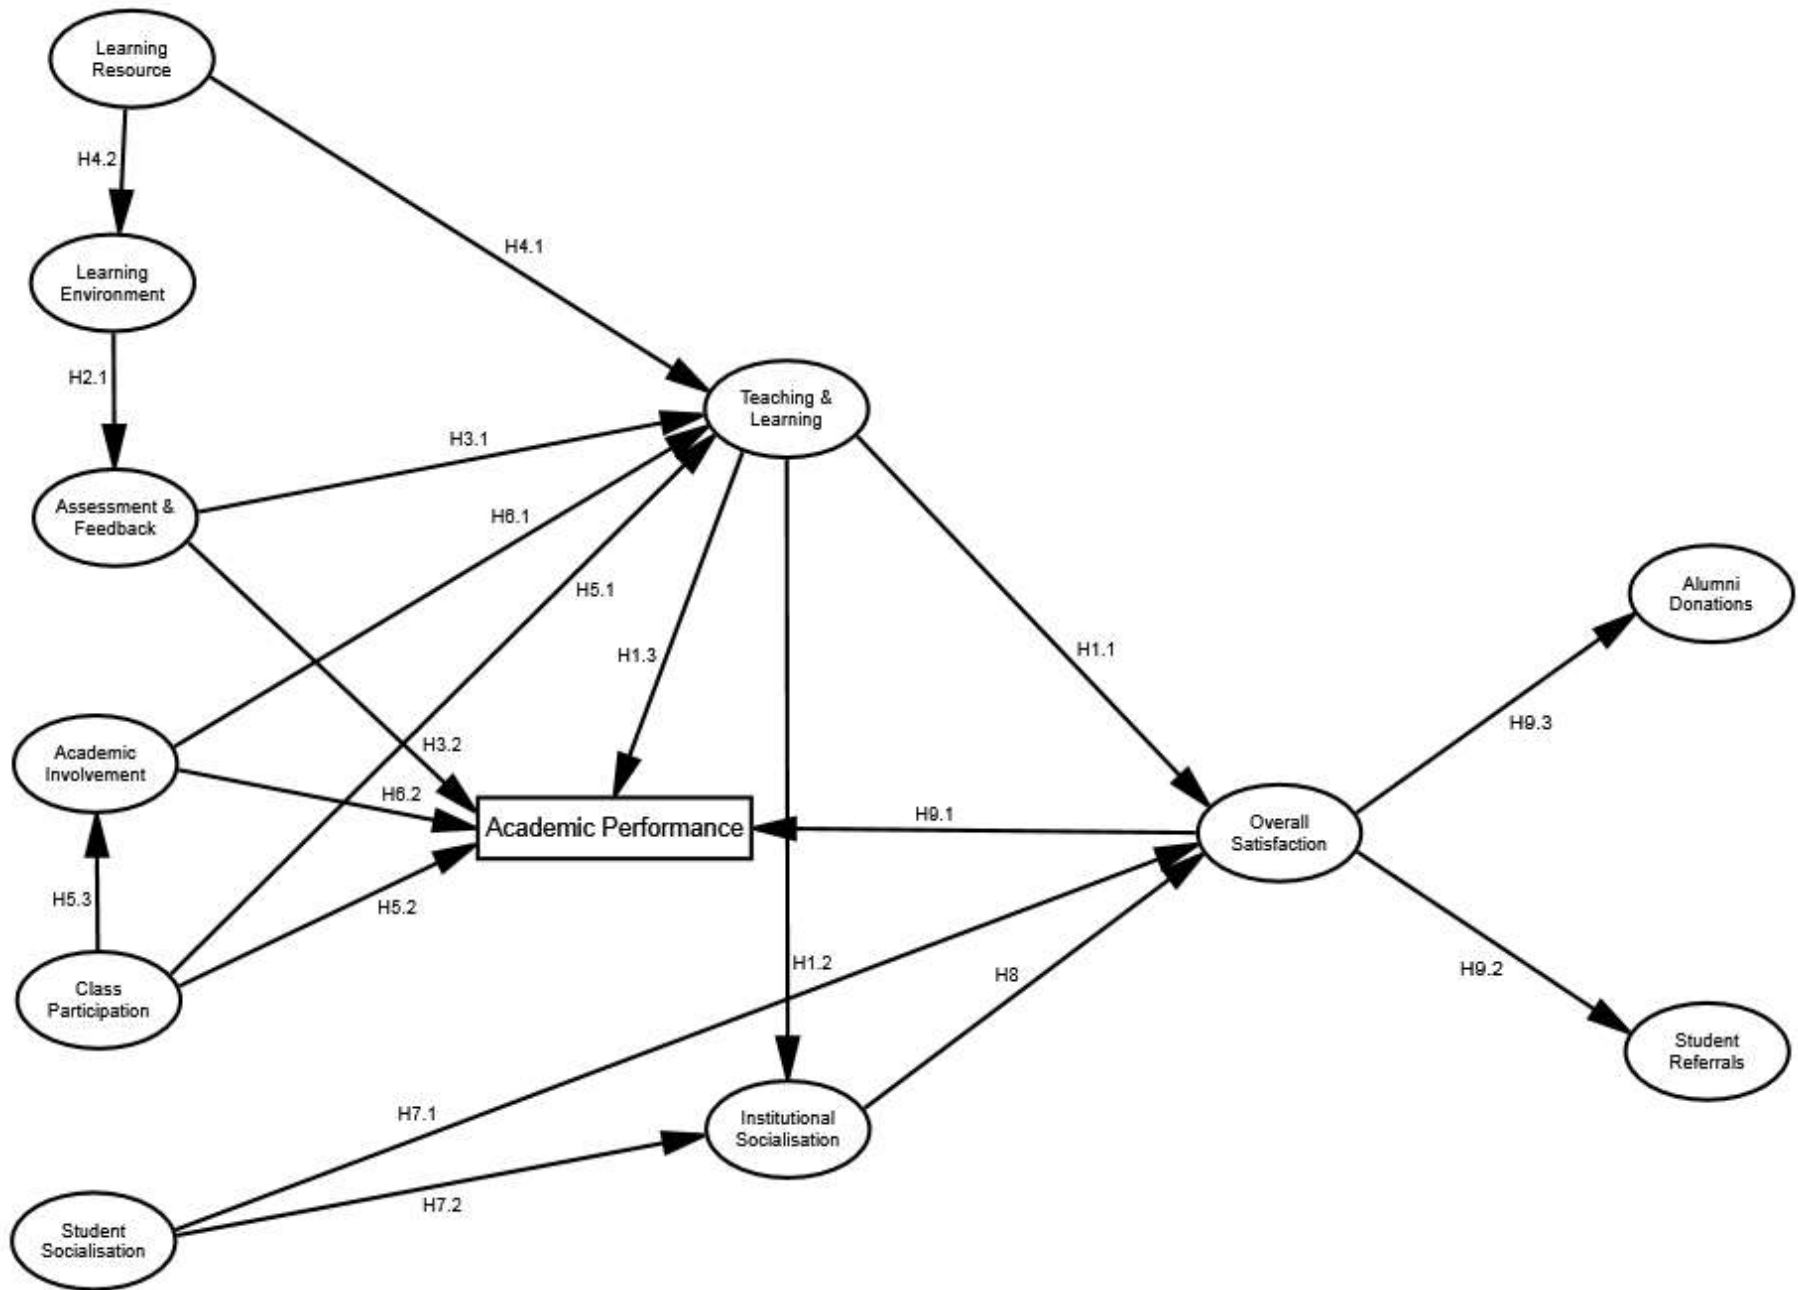 Learning
Resource
H4.2
H4.1
Learning
Environment
H2.1
Teaching &
Learning
H3.1
Assessment &
Feedback
H6.1
H5.1
H1.3
H1.1
Alumni
Donations
H9.3
Academic
Involvement
H3.2
H6.2
Academic Performance
H9.1
Overall
Satisfaction
H5.3
H5.2
Class
Participation
H1.2
H8
H9.2
Student
Referrals
H7.1
Institutional
Socialisation
H7.2
Student
Socialisation